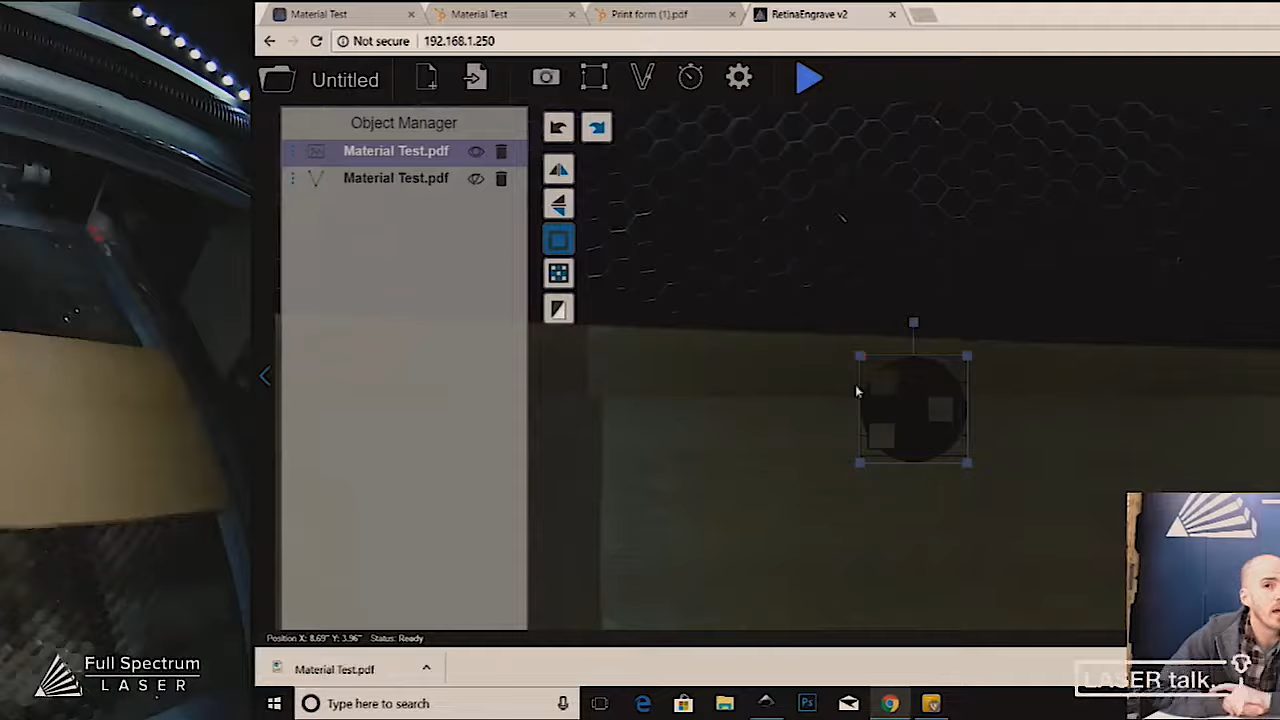 Material Test
Material Test
Print form (1).pdf
RetinaEngrave v2
Not secure
192.168.1.250
Untitled
Object Manager
Material Test.pdf
Material Test.pdf
Position X: 8.69" Y: 3.96" Status: Ready
Material Test.pdf
Type here to search
Full Spectrum
LASER
LASER talk.